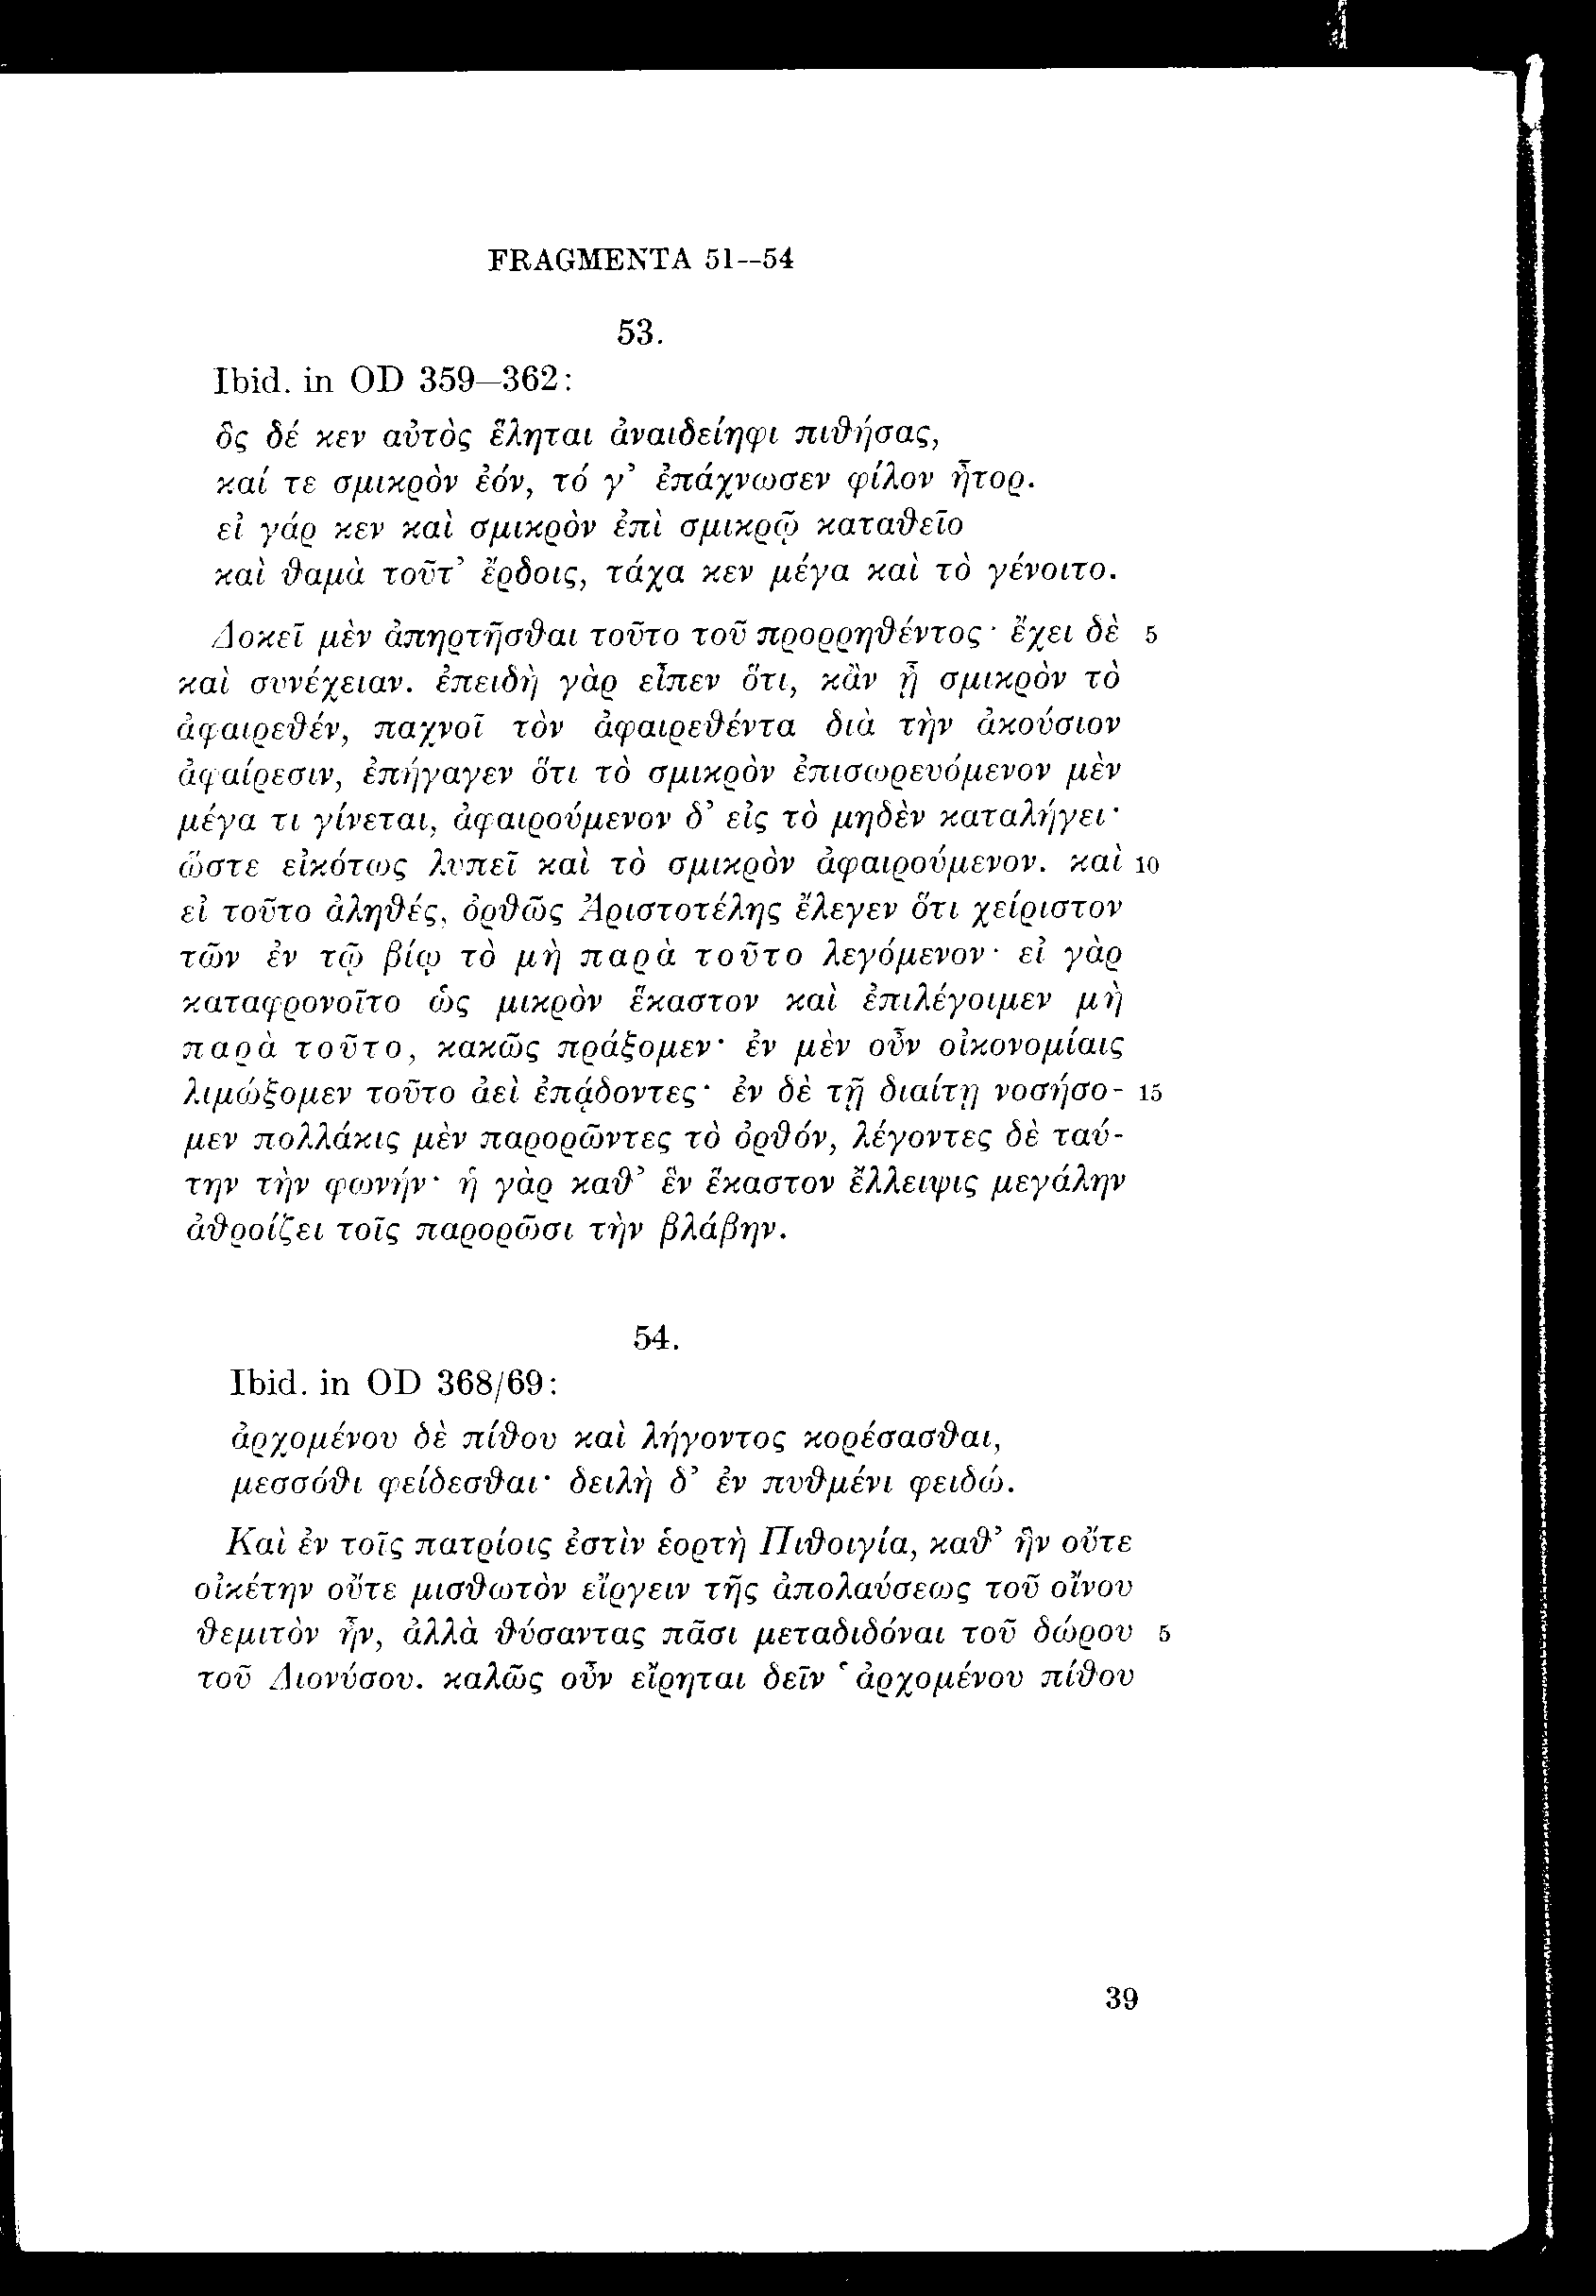 FRAGMENTA 51--54
53.
Ibid. in OD 359–362:
ὃς δέ κεν αὐτὸς ἕληται ἀναιδείηφι πιθήσας,
καί τε σμικρὸν ἐόν, τό γ’ ἐπάχνωσεν φίλον ἦτορ.
εἰ γάρ κεν καὶ σμικρὸν ἐπὶ σμικρῷ καταθεῖο
καὶ θαμὰ τοῦτ’ ἔρδοις, τάχα κεν μέγα καὶ τὸ γένοιτο.
Δοκεῖ μὲν ἀπηρτῆσθαι τοῦτο τοῦ προρρηθέντος· ἔχει δὲ 5
καὶ συνέχειαν. ἐπειδὴ γὰρ εἶπεν ὅτι, κἂν ᾖ σμικρὸν τὸ
ἀφαιρεθέν, παχνοῖ τὸν ἀφαιρεθέντα διὰ τὴν ἀκούσιον
ἀφαίρεσιν, ἐπήγαγεν ὅτι τὸ σμικρὸν ἐπισωρευόμενον μὲν
μέγα τι γίνεται, ἀφαιρούμενον δ’ εἰς τὸ μηδὲν καταλήγει·
ὥστε εἰκότως λυπεῖ καὶ τὸ σμικρὸν ἀφαιρούμενον. καὶ 10
εἰ τοῦτο ἀληθές, ὀρθῶς Ἀριστοτέλης ἔλεγεν ὅτι χείριστον
τῶν ἐν τῷ βίῳ τὸ μὴ παρὰ τοῦτο λεγόμενον· εἰ γὰρ
καταφρονοῖτο ὡς μικρὸν ἕκαστον καὶ ἐπιλέγοιμεν μὴ
παρὰ τοῦτο, κακῶς πράξομεν· ἐν μὲν οὖν οἰκονομίαις
λιμώξομεν τοῦτο ἀεὶ ἐπᾴδοντες· ἐν δὲ τῇ διαίτῃ νοσήσο- 15
μεν πολλάκις μὲν παρορῶντες τὸ ὀρθόν, λέγοντες δὲ ταύ-
την τὴν φωνήν· ἡ γὰρ καθ’ ἓν ἕκαστον ἔλλειψις μεγάλην
ἀθροίζει τοῖς παρορῶσι τὴν βλάβην.
54.
Ibid. in OD 368/69:
ἀρχομένου δὲ πίθου καὶ λήγοντος κορέσασθαι,
μεσσόθι φείδεσθαι· δειλὴ δ’ ἐν πυθμένι φειδώ.
Καὶ ἐν τοῖς πατρίοις ἐστὶν ἑορτὴ Πιθοιγία, καθ’ ἣν οὔτε
οἰκέτην οὔτε μισθωτὸν εἴργειν τῆς ἀπολαύσεως τοῦ οἴνου
θεμιτὸν ἦν, ἀλλὰ θύσαντας πᾶσι μεταδιδόναι τοῦ δώρου 5
τοῦ Διονύσου. καλῶς οὖν εἴρηται δεῖν ‘ἀρχομένου πίθου
39